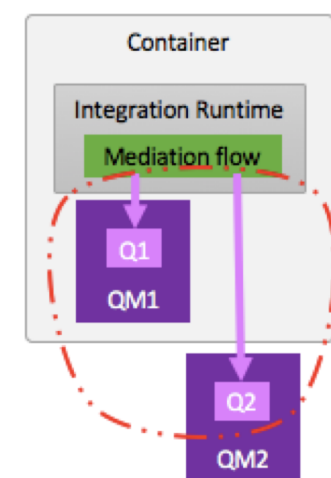 Container
Integration Runtime
Mediation flow
Q1
QM1
Q2
QM2